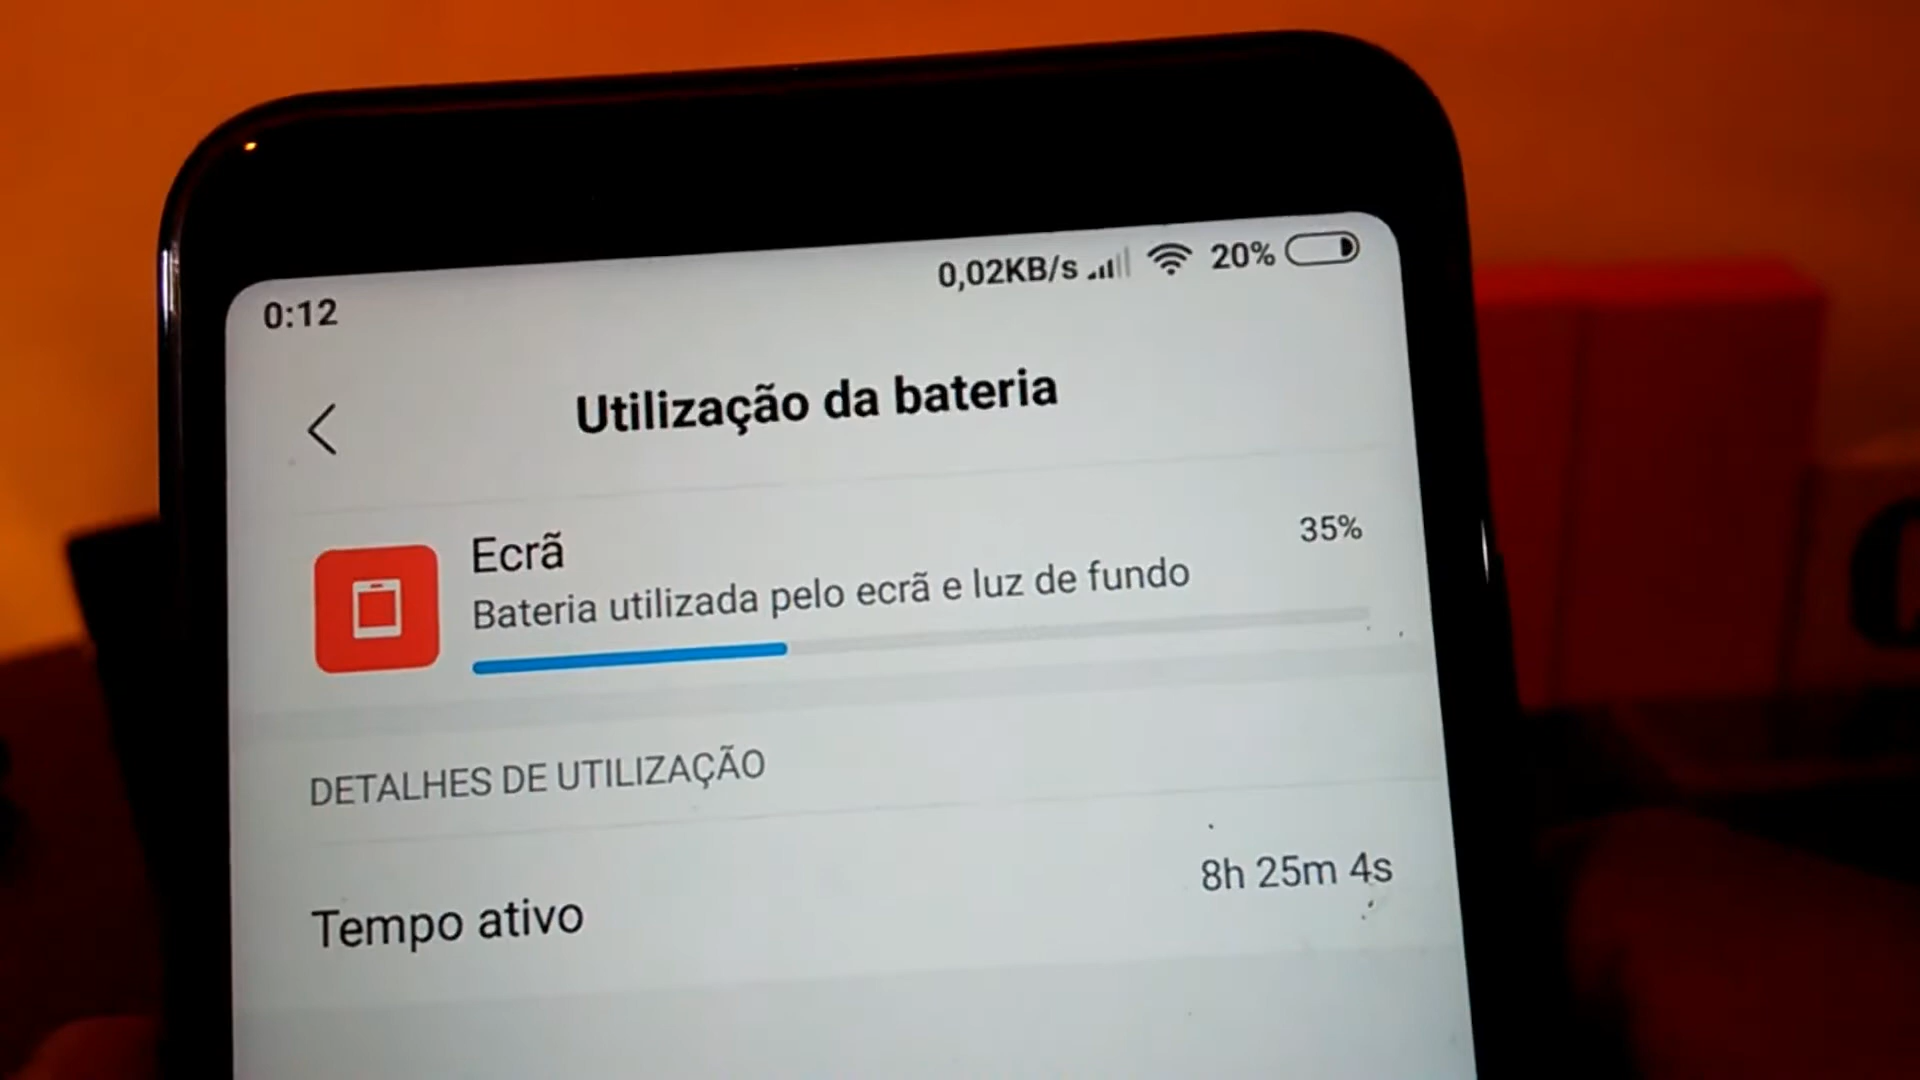 0:12 0,02KB/s 20%
Utilização da bateria
Ecrã 35%
Bateria utilizada pelo ecrã e luz de fundo
DETALHES DE UTILIZAÇÃO
Tempo ativo 8h 25m 4s